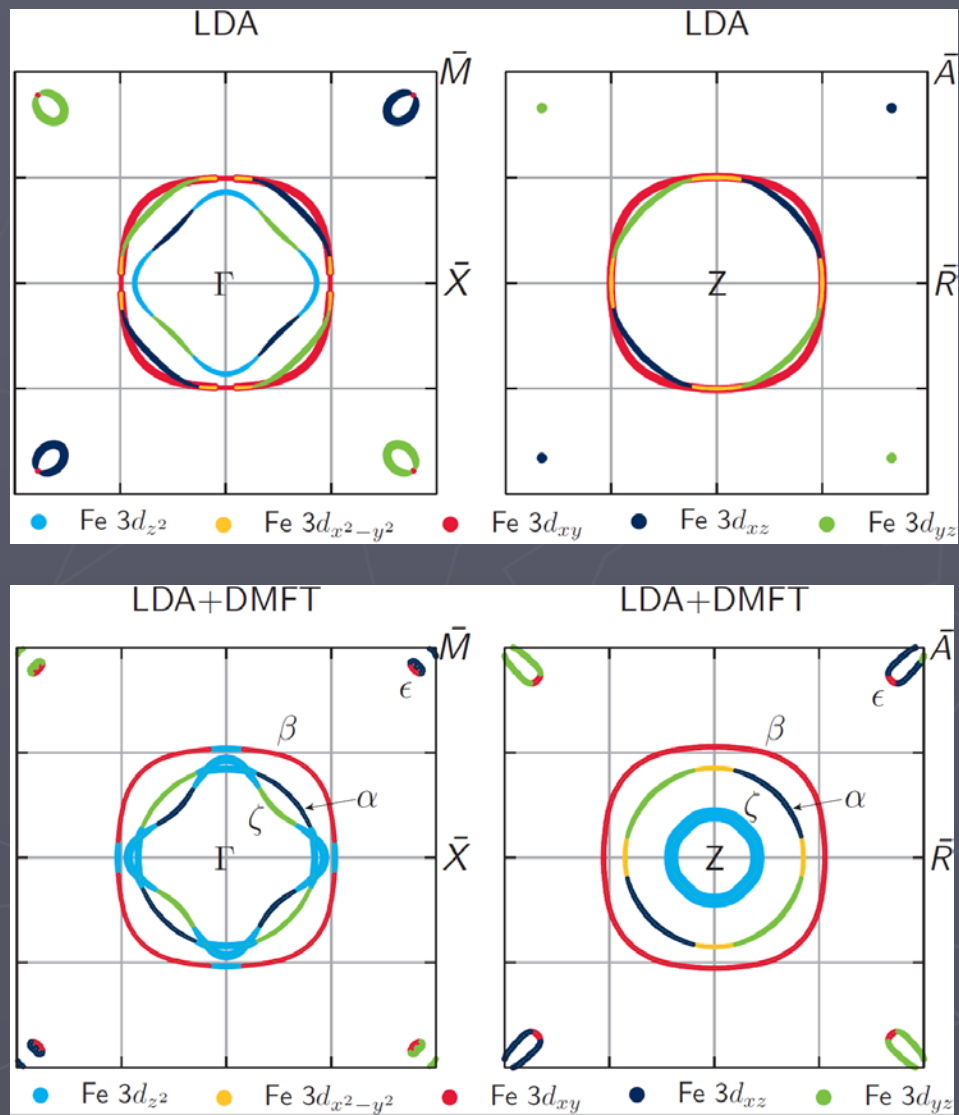 LDA LDA
M̄ Ā
Γ X̄ Z R̄
Fe 3d_{z²} Fe 3d_{x²−y²} Fe 3d_{xy} Fe 3d_{xz} Fe 3d_{yz}
LDA+DMFT LDA+DMFT
M̄ Ā
ϵ ϵ
β β
ζ α ζ α
Γ X̄ Z R̄
Fe 3d_{z²} Fe 3d_{x²−y²} Fe 3d_{xy} Fe 3d_{xz} Fe 3d_{yz}